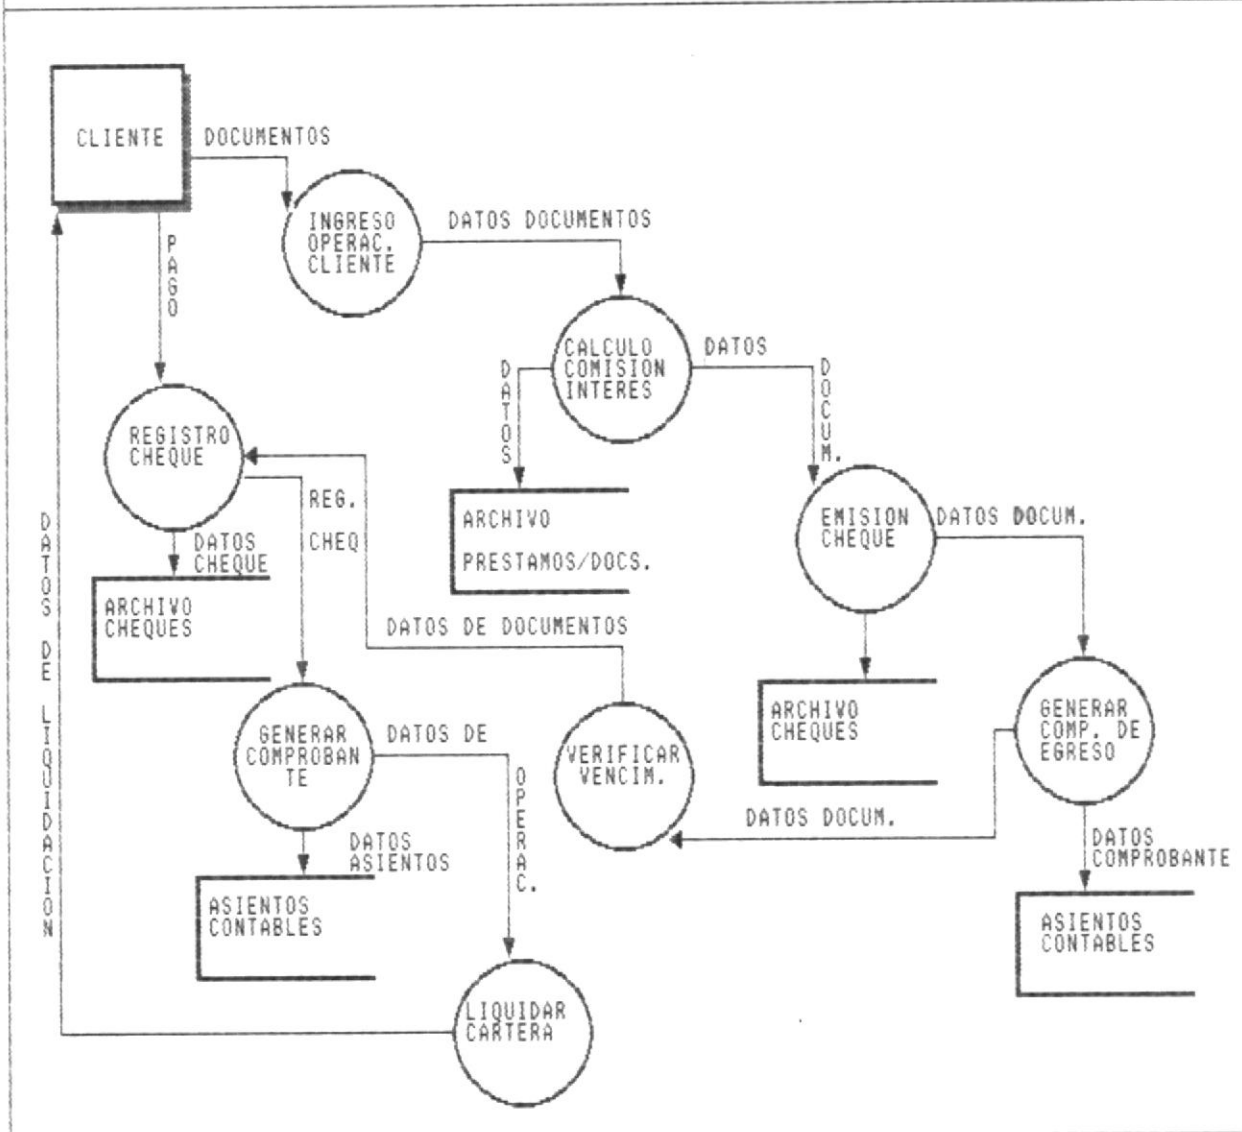 CLIENTE
DOCUMENTOS
INGRESO
OPERAC.
CLIENTE
DATOS DOCUMENTOS
PAGO
CALCULO
COMISION
INTERES
DATOS
DOCUM.
DATOS
REGISTRO
CHEQUE
REG.
CHEQ
DATOS
CHEQUE
ARCHIVO
CHEQUES
ARCHIVO
PRESTAMOS/DOCS.
EMISION
CHEQUE
DATOS DOCUM.
DATOS DE DOCUMENTOS
ARCHIVO
CHEQUES
GENERAR
COMP. DE
EGRESO
GENERAR
COMPROBAN
TE
DATOS DE
OPERAC.
VERIFICAR
VENCIM.
DATOS DOCUM.
DATOS
ASIENTOS
DATOS
COMPROBANTE
ASIENTOS
CONTABLES
ASIENTOS
CONTABLES
LIQUIDAR
CARTERA
DATOS DE LIQUIDACION